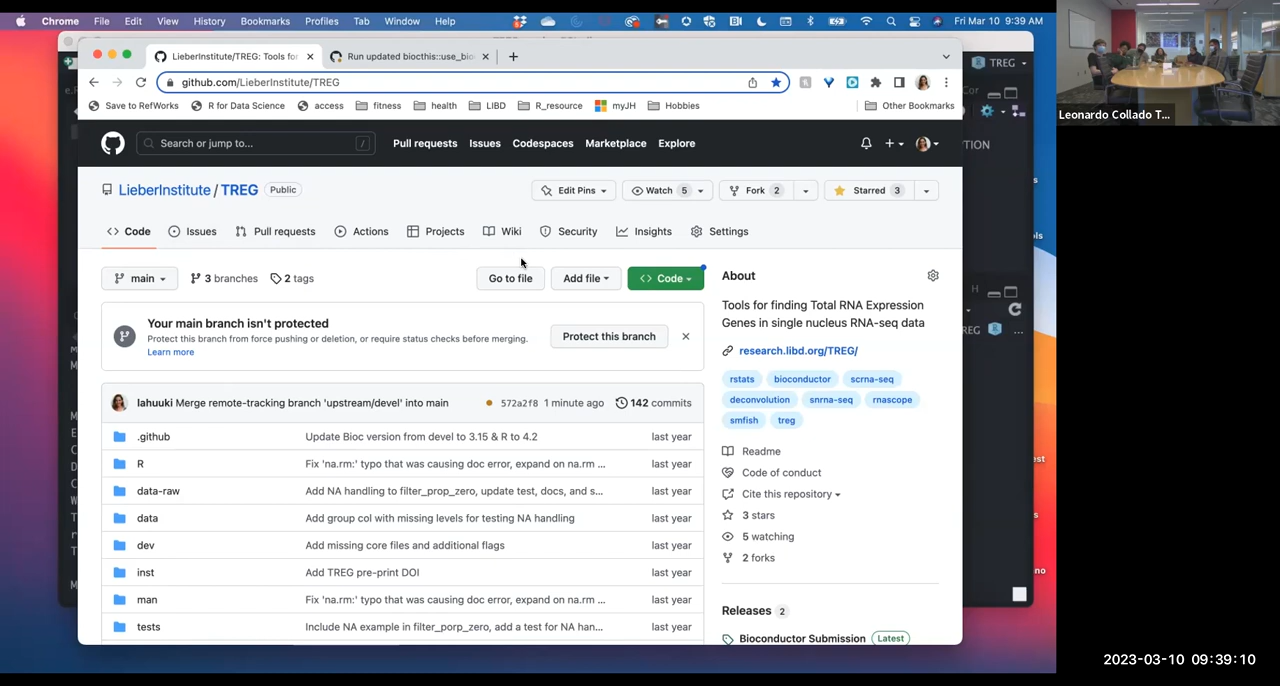 Chrome File Edit View History Bookmarks Profiles Tab Window Help Fri Mar 10 9:39 AM
LieberInstitute/TREG: Tools for
Run updated biocthis::use_bio
github.com/LieberInstitute/TREG
Save to RefWorks R for Data Science access fitness health LIBD R_resource myJH Hobbies Other Bookmarks
Search or jump to... / Pull requests Issues Codespaces Marketplace Explore
LieberInstitute / TREG Public
Edit Pins Watch 5 Fork 2 Starred 3
Code Issues Pull requests Actions Projects Wiki Security Insights Settings
main 3 branches 2 tags Go to file Add file <> Code
Your main branch isn't protected
Protect this branch from force pushing or deletion, or require status checks before merging.
Learn more
Protect this branch
lahuuki Merge remote-tracking branch 'upstream/devel' into main 572a2f8 1 minute ago 142 commits
.github Update Bioc version from devel to 3.15 & R to 4.2 last year
R Fix 'na.rm:' typo that was causing doc error, expand on na.rm ... last year
data-raw Add NA handling to filter_prop_zero, update test, docs, and s... last year
data Add group col with missing levels for testing NA handling last year
dev Add missing core files and additional flags last year
inst Add TREG pre-print DOI last year
man Fix 'na.rm:' typo that was causing doc error, expand on na.rm ... last year
tests Include NA example in filter_porp_zero, add a test for NA han... last year
About
Tools for finding Total RNA Expression
Genes in single nucleus RNA-seq data
research.libd.org/TREG/
rstats bioconductor scrna-seq
deconvolution snrna-seq rnascope
smfish treg
Readme
Code of conduct
Cite this repository
3 stars
5 watching
2 forks
Releases 2
Bioconductor Submission Latest
TREG
Leonardo Collado T...
2023-03-10 09:39:10